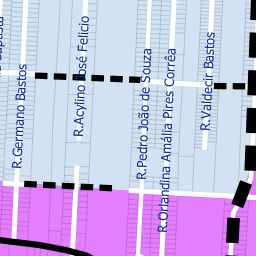 R.Germano Bastos
R.Acylino José Felicio
R.Pedro João de Souza
R.Orlandina Amália Pires Corrêa
R.Valdecir Bastos